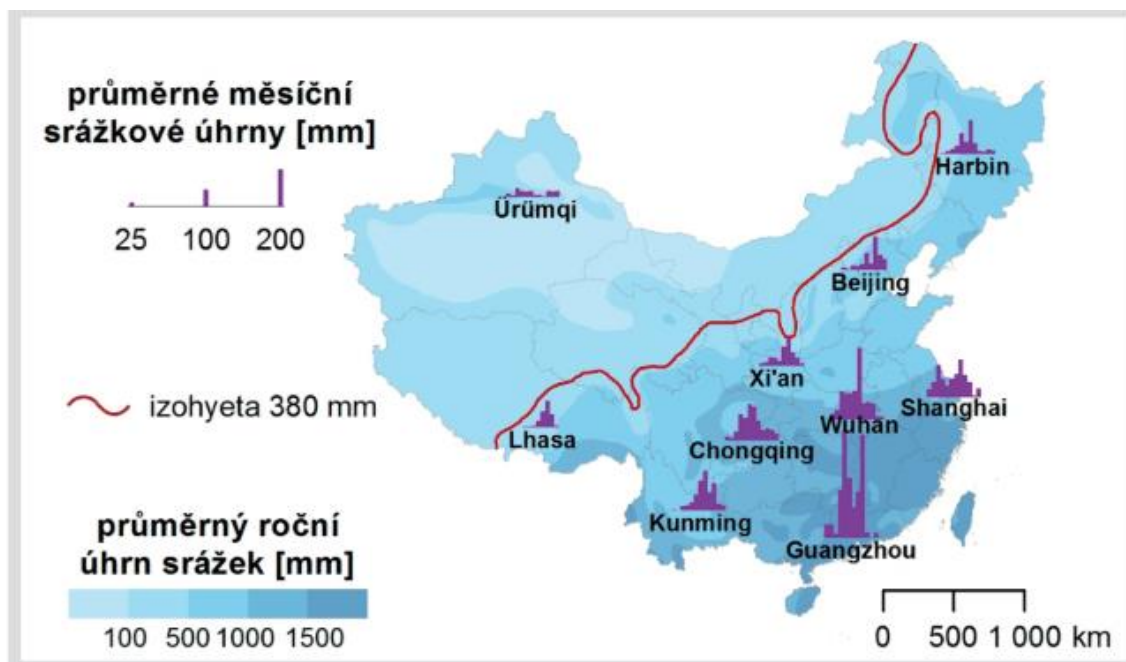 průměrné měsíční
srážkové úhrny [mm]
25 100 200
izohyeta 380 mm
průměrný roční
úhrn srážek [mm]
100 500 1000 1500
Ürümqi
Harbin
Beijing
Xi'an
Lhasa
Chongqing
Wuhan
Shanghai
Kunming
Guangzhou
0 500 1 000 km